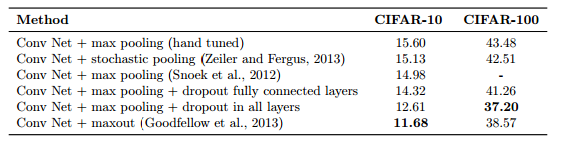 Method CIFAR-10 CIFAR-100
Conv Net + max pooling (hand tuned) 15.60 43.48
Conv Net + stochastic pooling (Zeiler and Fergus, 2013) 15.13 42.51
Conv Net + max pooling (Snoek et al., 2012) 14.98 -
Conv Net + max pooling + dropout fully connected layers 14.32 41.26
Conv Net + max pooling + dropout in all layers 12.61 37.20
Conv Net + maxout (Goodfellow et al., 2013) 11.68 38.57